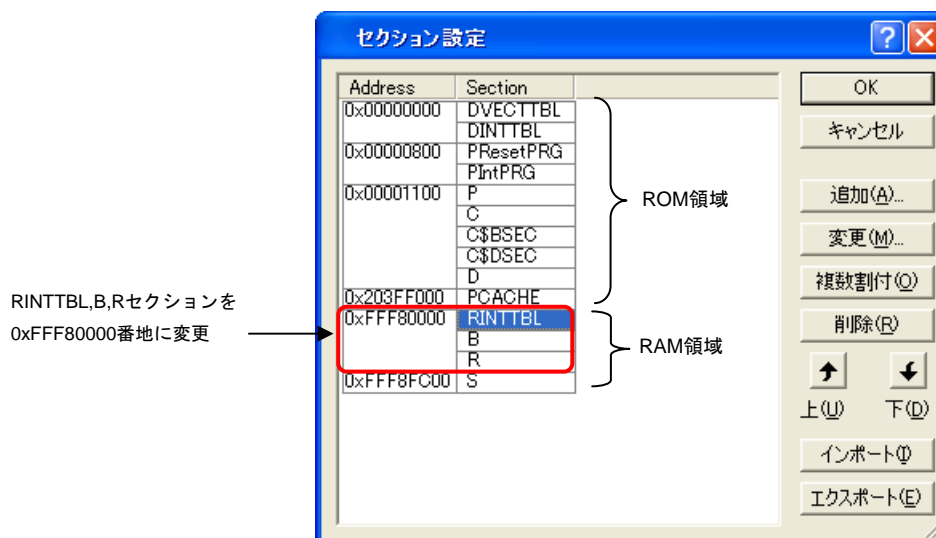 セクション設定
Address Section
0x00000000 DVECTTBL
DINTTBL
0x00000800 PResetPRG
PIntPRG
0x00001100 P
C
C$BSEC
C$DSEC
D
0x203FF000 PCACHE
0xFFF80000 RINTTBL
B
R
0xFFF8FC00 S
ROM領域
RAM領域
RINTTBL,B,Rセクションを
0xFFF80000番地に変更
OK
キャンセル
追加(A)...
変更(M)...
複数割付(O)
削除(R)
上(U) 下(D)
インポート(I)
エクスポート(E)